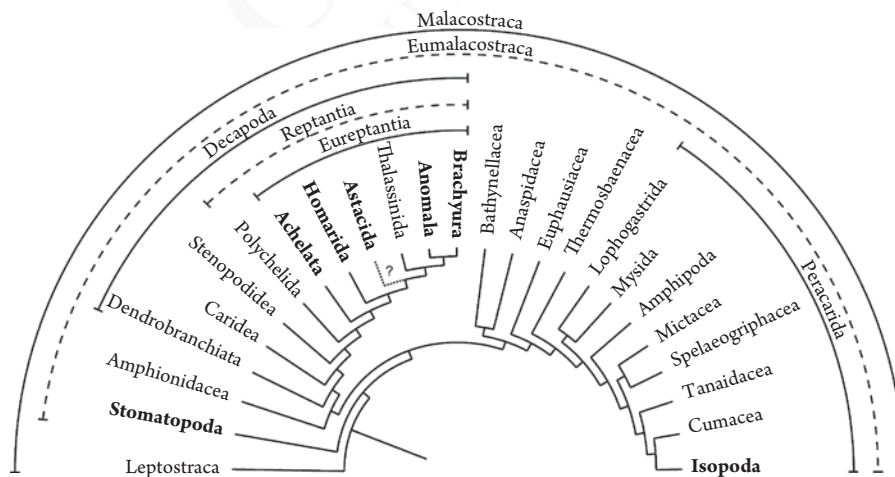 Malacostraca
Eumalacostraca
Decapoda
Reptantia
Eureptantia
Peracarida
Leptostraca
Stomatopoda
Amphionidacea
Dendrobranchiata
Caridea
Stenopodidea
Polychelida
Achelata
Homarida
Astacida
?
Thalassinida
Anomala
Brachyura
Bathynellacea
Anaspidacea
Euphausiacea
Thermosbaenacea
Lophogastrida
Mysida
Amphipoda
Mictacea
Spelaeogriphacea
Tanaidacea
Cumacea
Isopoda